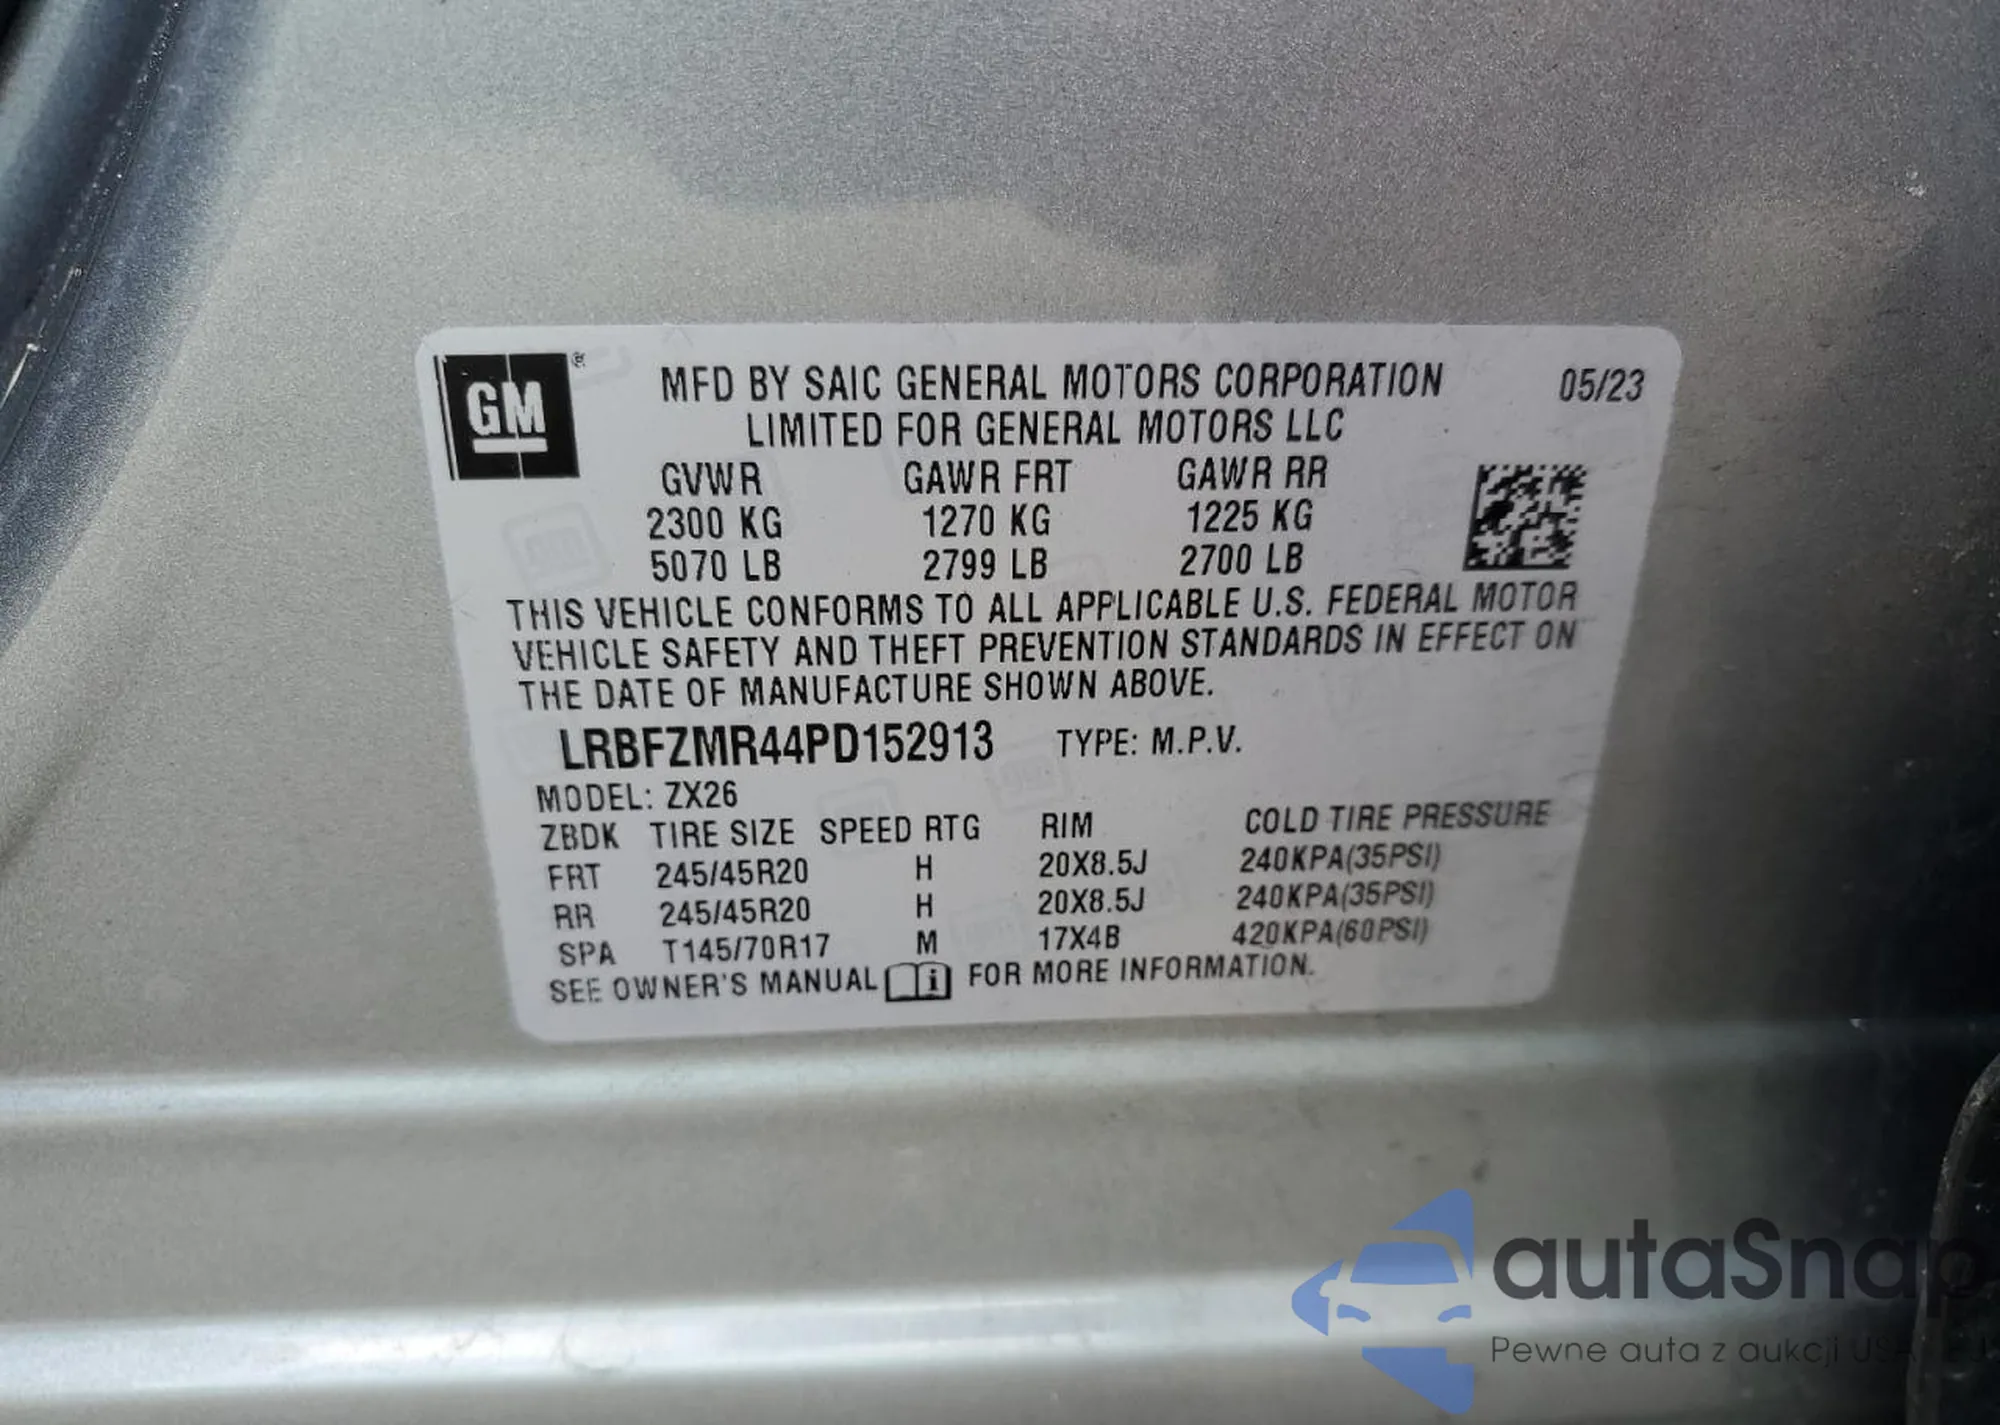 GM ®
MFD BY SAIC GENERAL MOTORS CORPORATION 05/23
LIMITED FOR GENERAL MOTORS LLC
GVWR GAWR FRT GAWR RR
2300 KG 1270 KG 1225 KG
5070 LB 2799 LB 2700 LB
THIS VEHICLE CONFORMS TO ALL APPLICABLE U.S. FEDERAL MOTOR
VEHICLE SAFETY AND THEFT PREVENTION STANDARDS IN EFFECT ON
THE DATE OF MANUFACTURE SHOWN ABOVE.
LRBFZMR44PD152913 TYPE: M.P.V.
MODEL: ZX26
ZBDK TIRE SIZE SPEED RTG RIM COLD TIRE PRESSURE
FRT 245/45R20 H 20X8.5J 240KPA(35PSI)
RR 245/45R20 H 20X8.5J 240KPA(35PSI)
SPA T145/70R17 M 17X4B 420KPA(60PSI)
SEE OWNER'S MANUAL i FOR MORE INFORMATION.
autaSnap
Pewne auta z aukcji USA